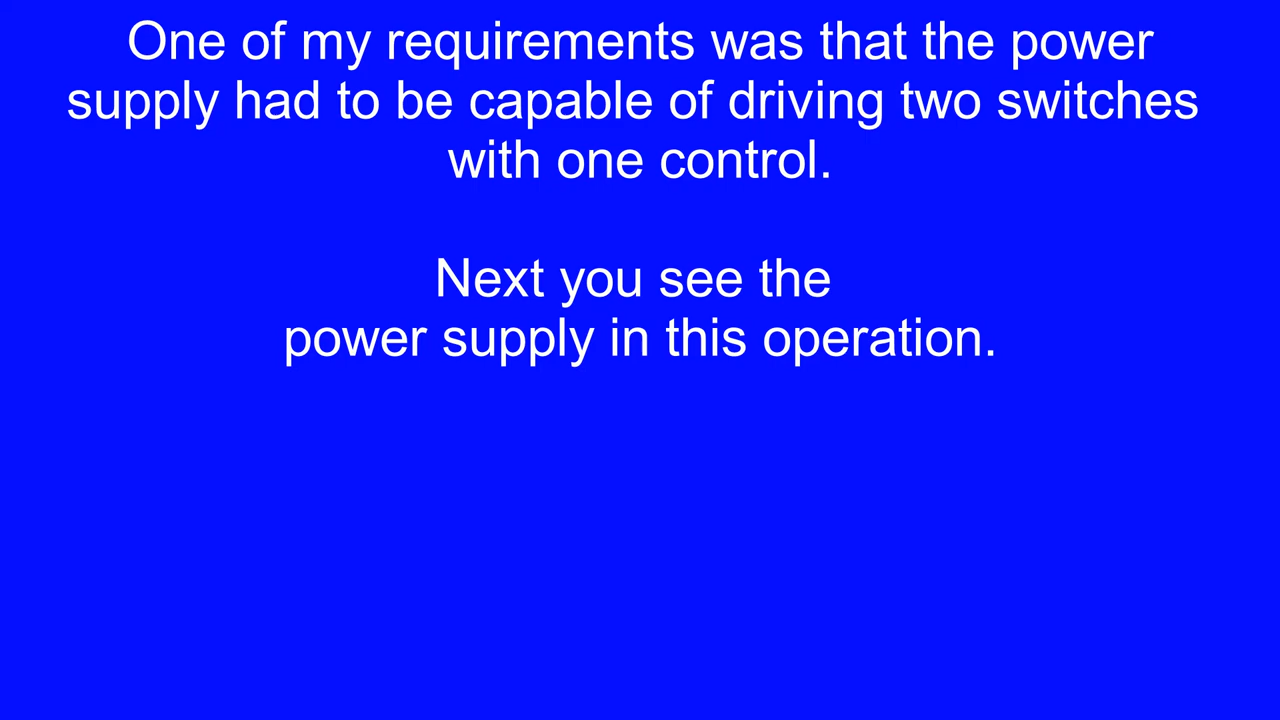 One of my requirements was that the power
supply had to be capable of driving two switches
with one control.
Next you see the
power supply in this operation.